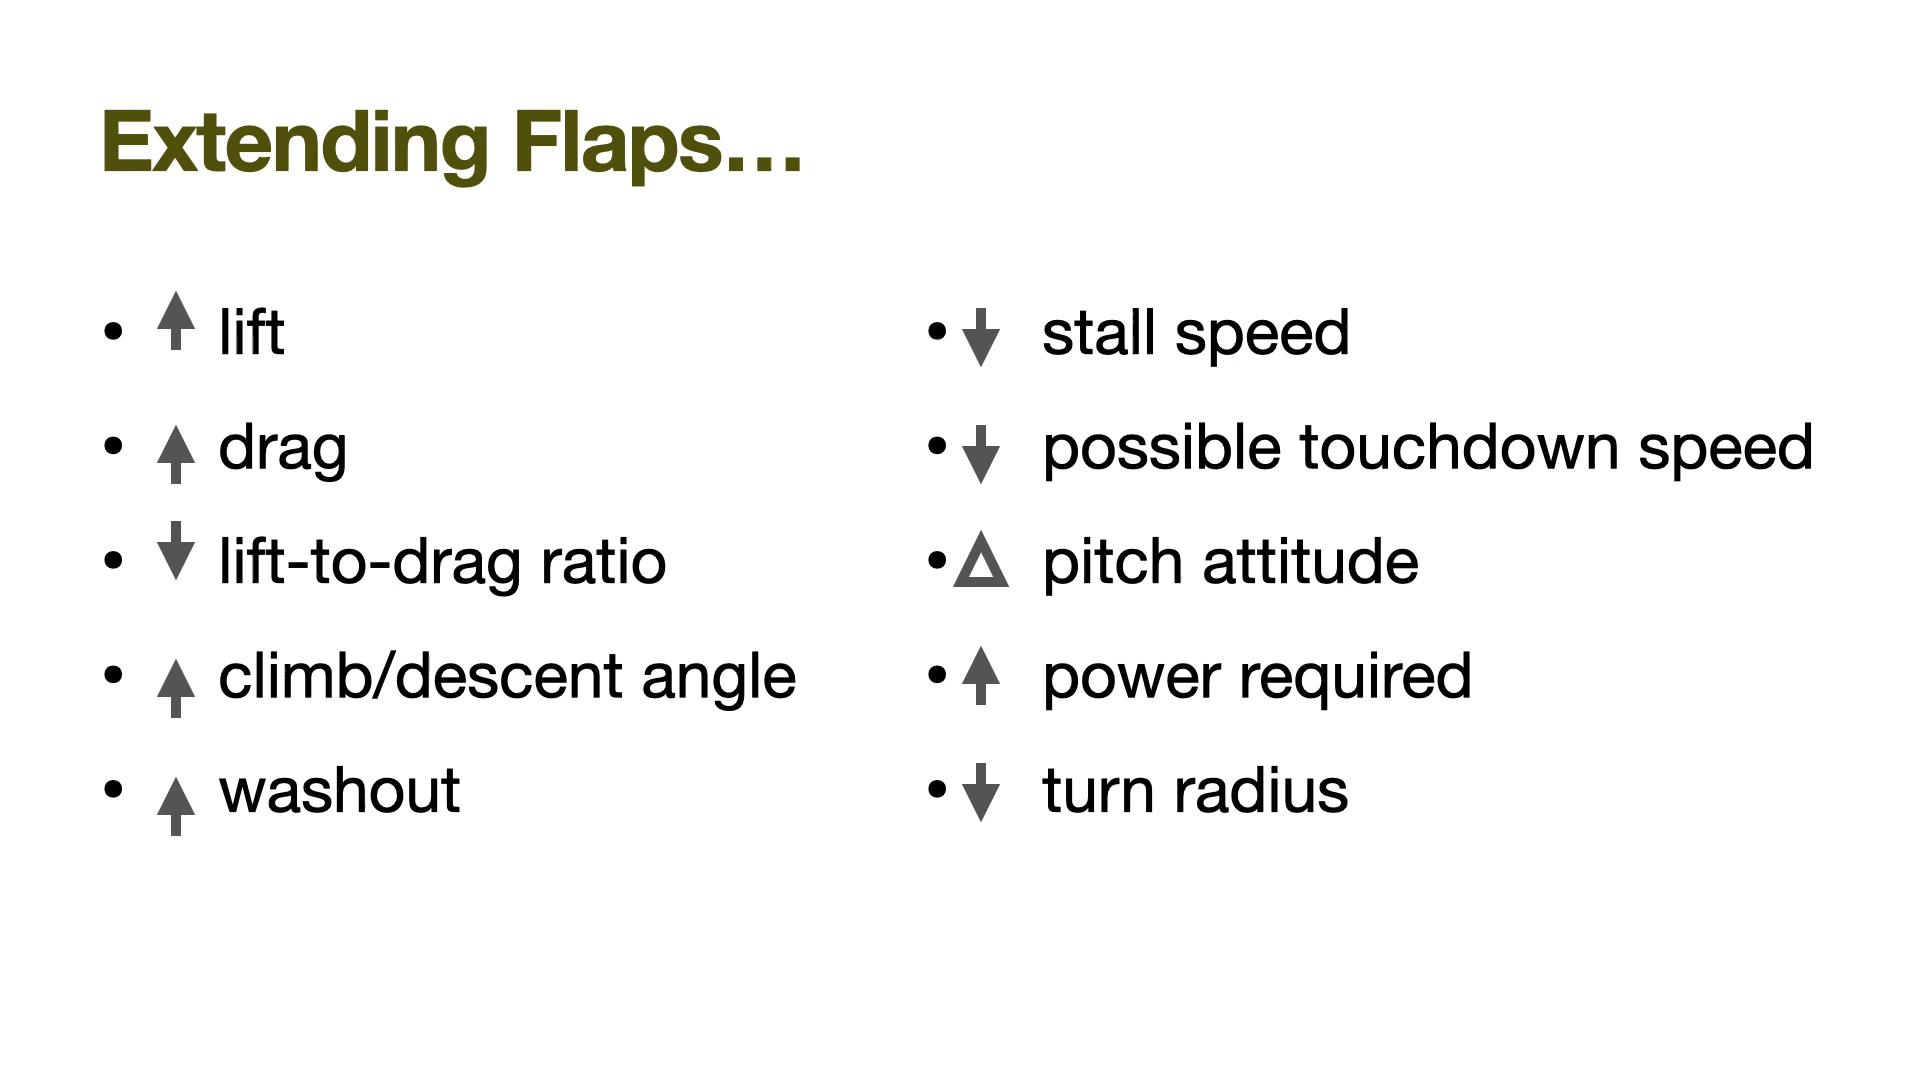 Extending Flaps…
• lift
• drag
• lift-to-drag ratio
• climb/descent angle
• washout
• stall speed
• possible touchdown speed
• pitch attitude
• power required
• turn radius